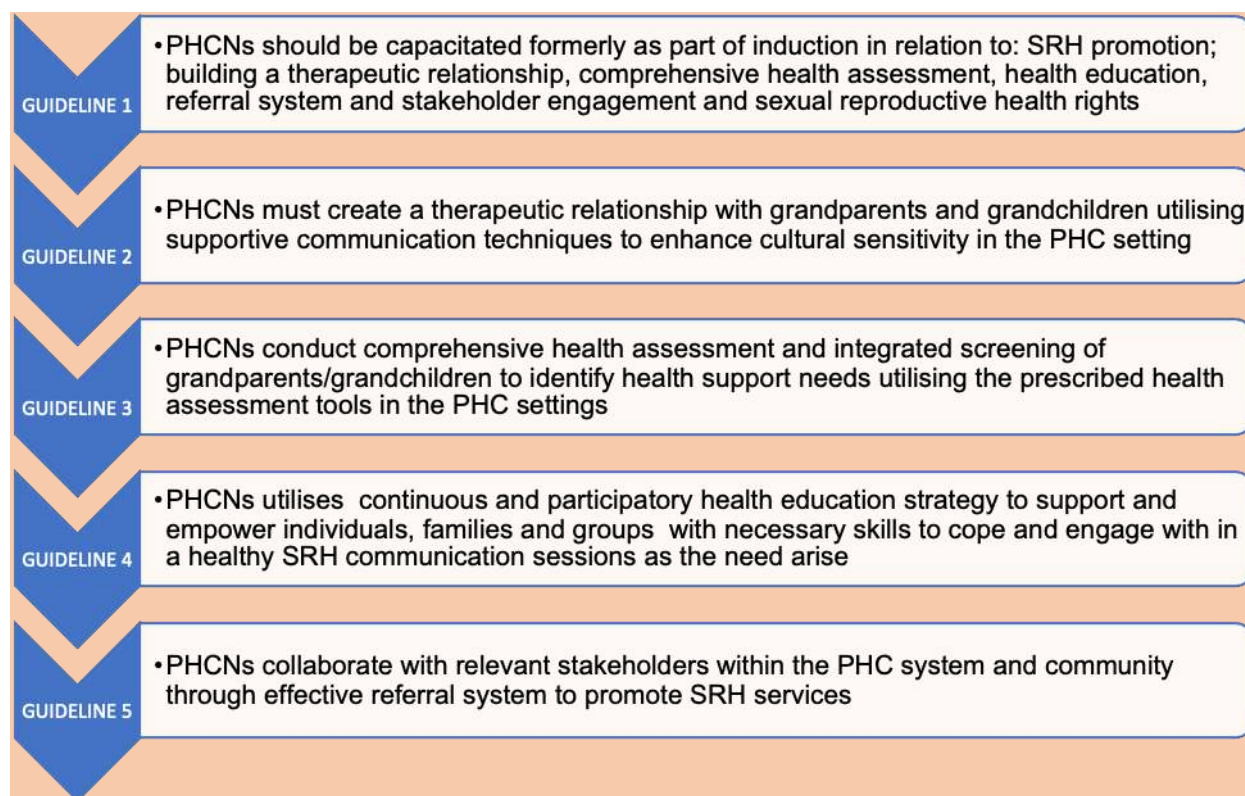 GUIDELINE 1
•PHCNs should be capacitated formerly as part of induction in relation to: SRH promotion;
building a therapeutic relationship, comprehensive health assessment, health education,
referral system and stakeholder engagement and sexual reproductive health rights
GUIDELINE 2
•PHCNs must create a therapeutic relationship with grandparents and grandchildren utilising
supportive communication techniques to enhance cultural sensitivity in the PHC setting
GUIDELINE 3
•PHCNs conduct comprehensive health assessment and integrated screening of
grandparents/grandchildren to identify health support needs utilising the prescribed health
assessment tools in the PHC settings
GUIDELINE 4
•PHCNs utilises continuous and participatory health education strategy to support and
empower individuals, families and groups with necessary skills to cope and engage with in
a healthy SRH communication sessions as the need arise
GUIDELINE 5
•PHCNs collaborate with relevant stakeholders within the PHC system and community
through effective referral system to promote SRH services